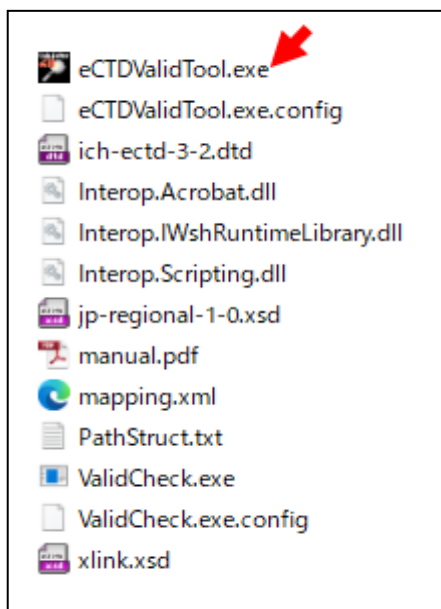 eCTDValidTool.exe
eCTDValidTool.exe.config
ich-ectd-3-2.dtd
Interop.Acrobat.dll
Interop.IWshRuntimeLibrary.dll
Interop.Scripting.dll
jp-regional-1-0.xsd
manual.pdf
mapping.xml
PathStruct.txt
ValidCheck.exe
ValidCheck.exe.config
xlink.xsd